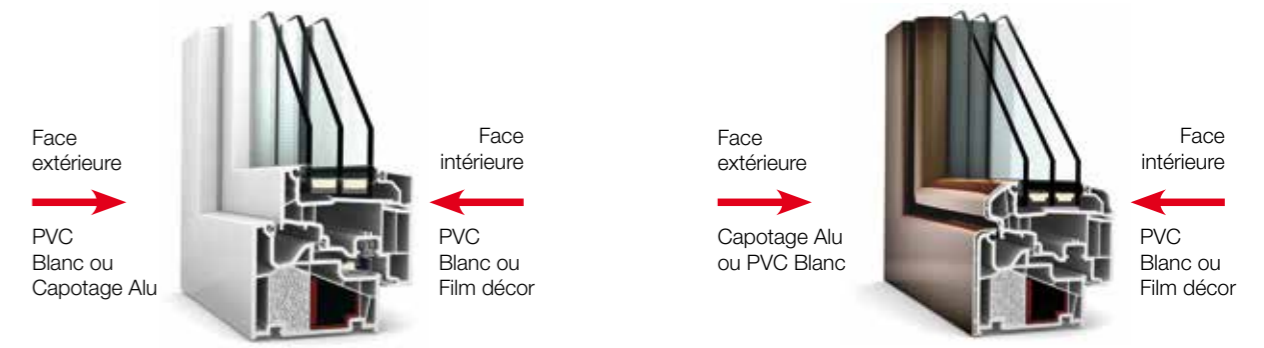 Face
extérieure
PVC
Blanc ou
Capotage Alu
Face
intérieure
PVC
Blanc ou
Film décor
Face
extérieure
Capotage Alu
ou PVC Blanc
Face
intérieure
PVC
Blanc ou
Film décor